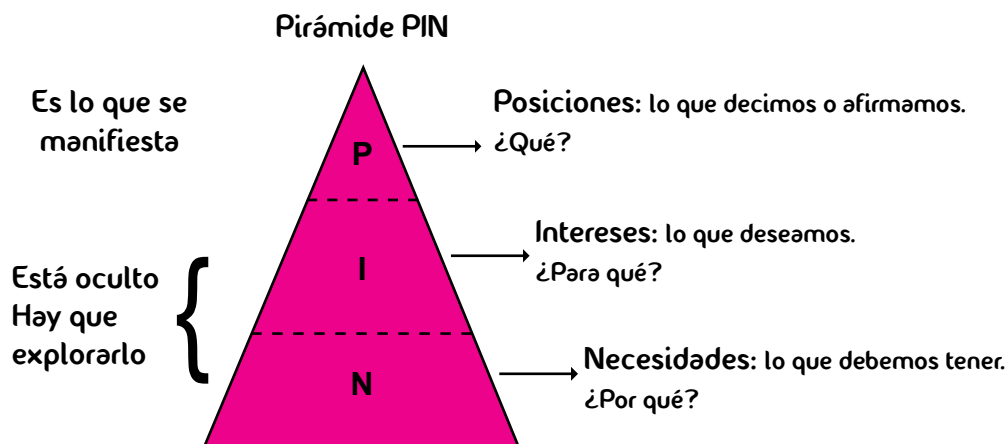 Pirámide PIN
Es lo que se
manifiesta
P
Posiciones: lo que decimos o afirmamos.
¿Qué?
Está oculto
Hay que
explorarlo
I
Intereses: lo que deseamos.
¿Para qué?
N
Necesidades: lo que debemos tener.
¿Por qué?